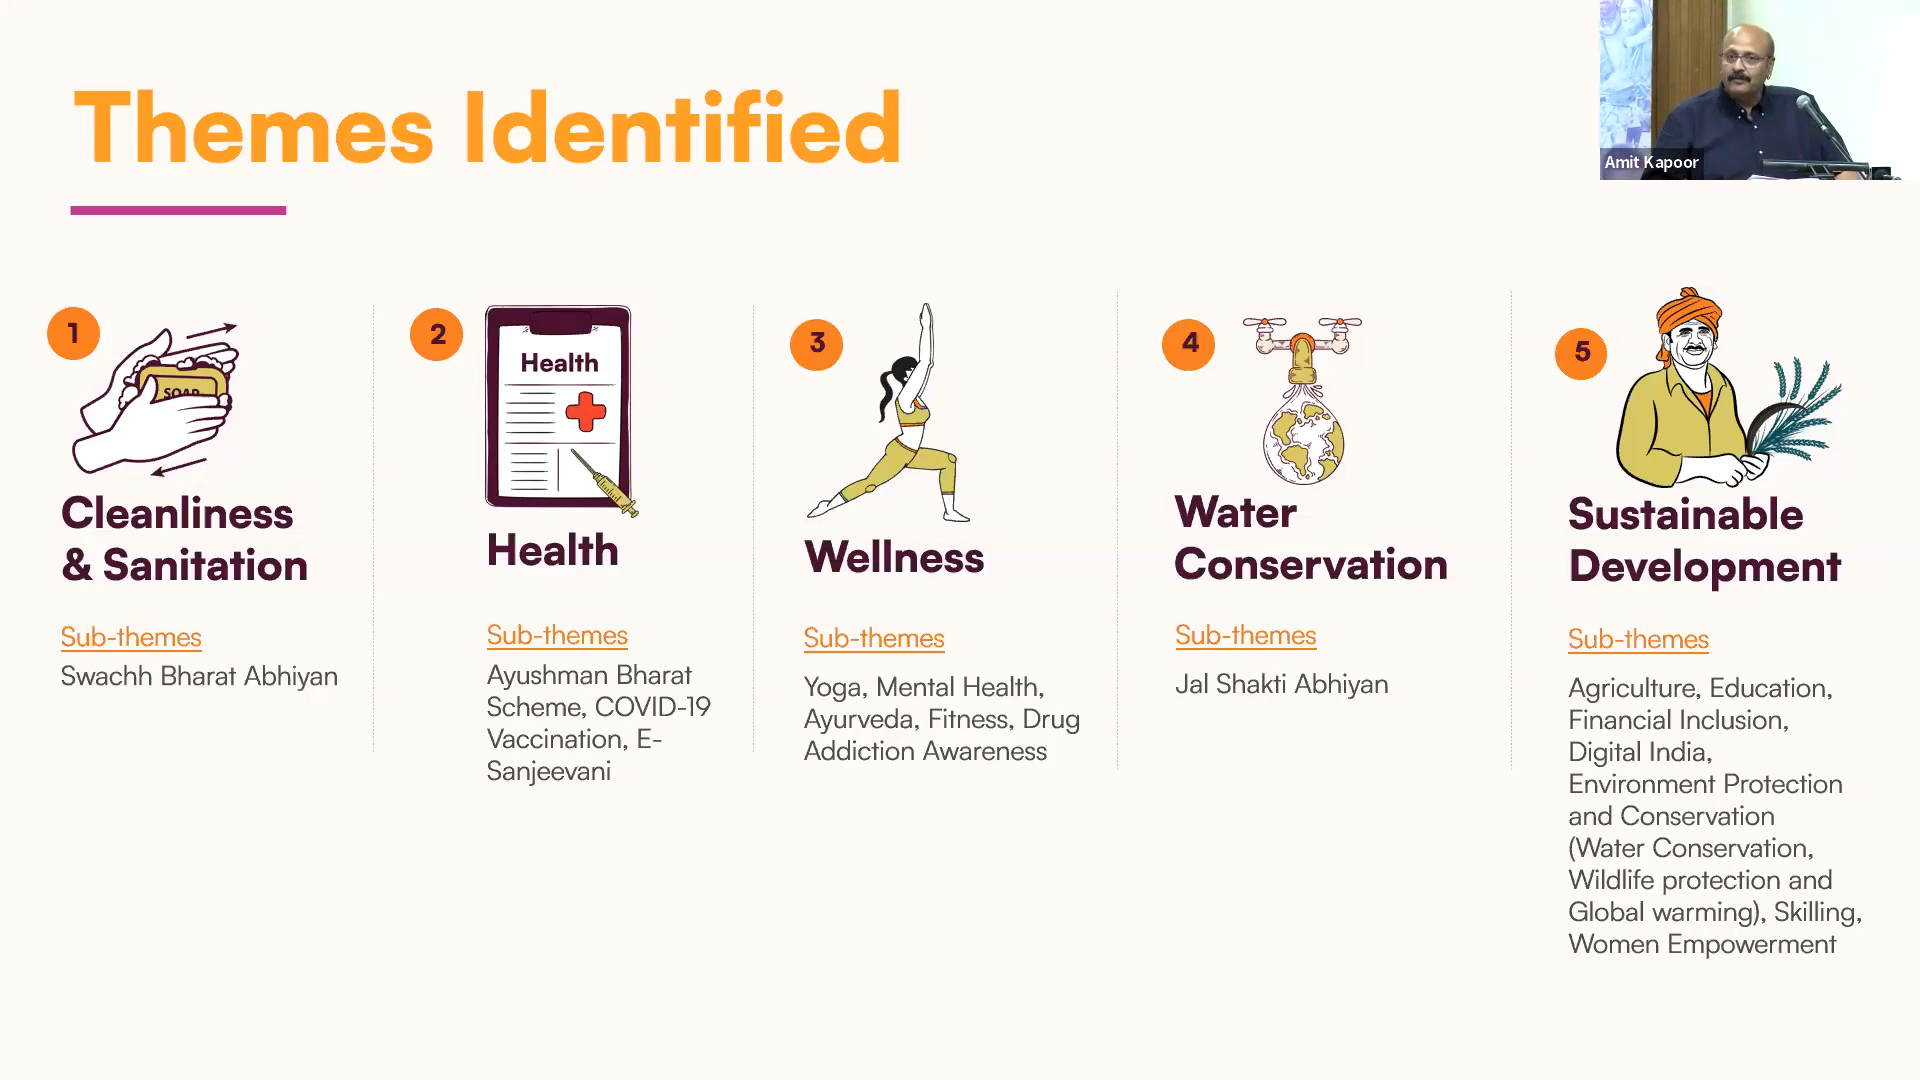 Themes Identified
Amit Kapoor
1
SOAP
Cleanliness
& Sanitation
Sub-themes
Swachh Bharat Abhiyan
2
Health
Health
Sub-themes
Ayushman Bharat
Scheme, COVID-19
Vaccination, E-
Sanjeevani
3
Wellness
Sub-themes
Yoga, Mental Health,
Ayurveda, Fitness, Drug
Addiction Awareness
4
Water
Conservation
Sub-themes
Jal Shakti Abhiyan
5
Sustainable
Development
Sub-themes
Agriculture, Education,
Financial Inclusion,
Digital India,
Environment Protection
and Conservation
(Water Conservation,
Wildlife protection and
Global warming), Skilling,
Women Empowerment